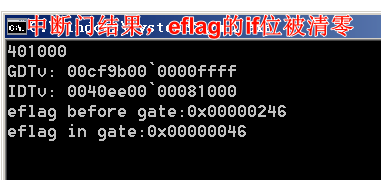 中断门结果,eflag的if位被清零
401000
GDTv: 00cf9b00`0000ffff
IDTv: 0040ee00`00081000
eflag before gate:0x00000246
eflag in gate:0x00000046